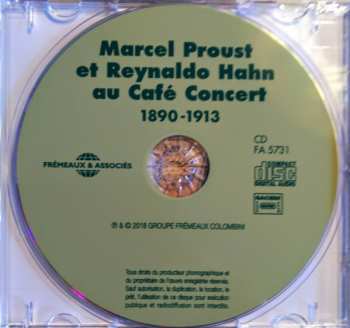 Marcel Proust
et Reynaldo Hahn
au Café Concert
1890-1913
CD
FA 5731
FRÉMEAUX & ASSOCIÉS
COMPACT
disc
DIGITAL AUDIO
SACEM
℗ & © 2018 GROUPE FRÉMEAUX COLOMBINI
Tous droits du producteur phonographique et
du propriétaire de l'œuvre enregistrée réservés.
Sauf autorisation, la duplication, la location, le
prêt, l'utilisation de ce disque pour exécution
publique et radiodiffusion sont interdits.